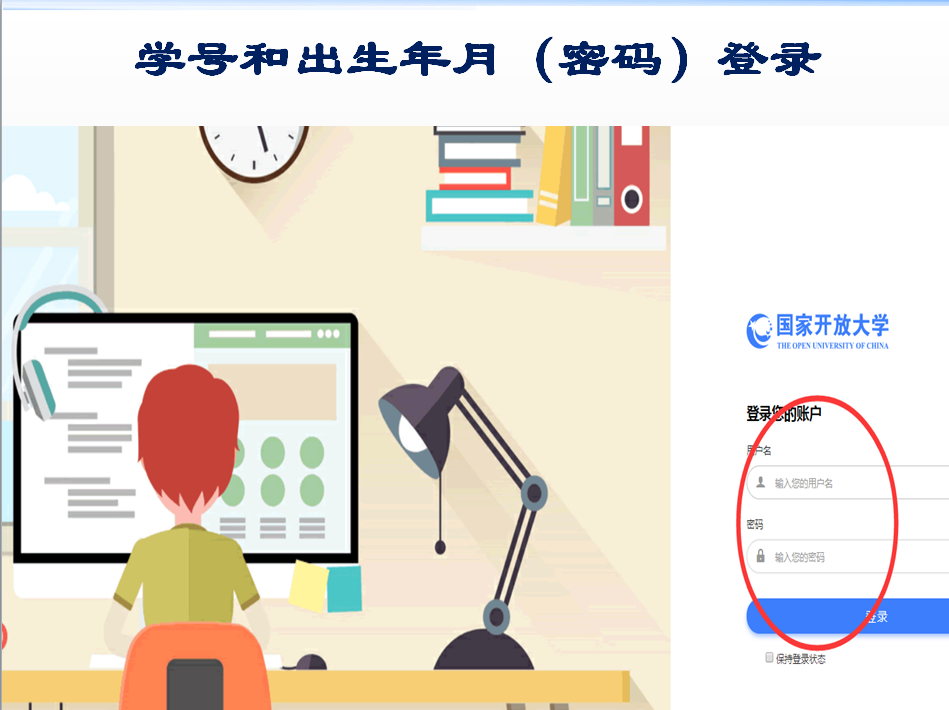 学号和出生年月（密码）登录
国家开放大学
THE OPEN UNIVERSITY OF CHINA
登录您的账户
用户名
输入您的用户名
密码
输入您的密码
登录
保持登录状态